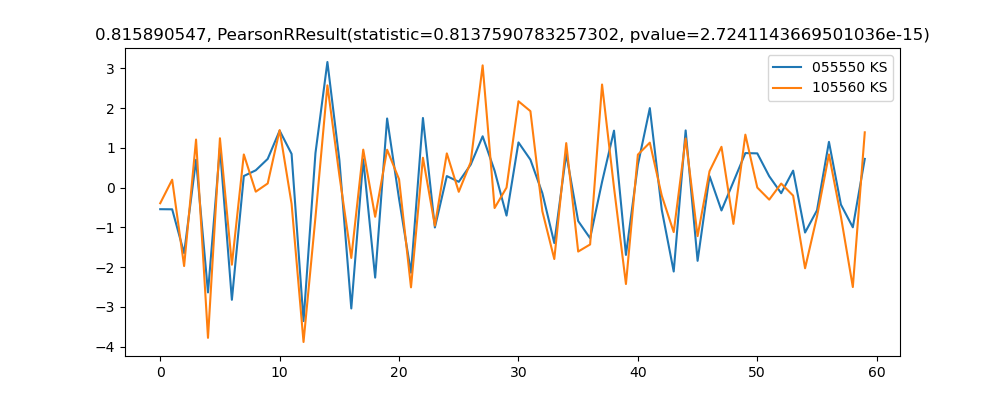 0.815890547, PearsonRResult(statistic=0.8137590783257302, pvalue=2.7241143669501036e-15)
055550 KS
105560 KS
3
2
1
0
−1
−2
−3
−4
0 10 20 30 40 50 60